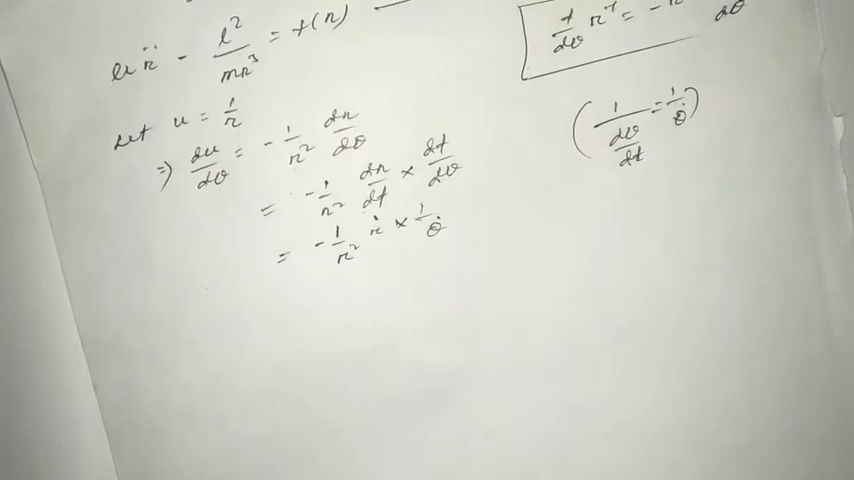 μ r̈ - l²/mr³ = f(r)
d/dθ r⁻¹ = - r dθ
Let u = 1/r
⇒ du/dθ = - 1/r² dr/dθ
(1/(dθ/dt) = 1/θ̇)
= - 1/r² dr/dt × dt/dθ
= - 1/r² ṙ × 1/θ̇